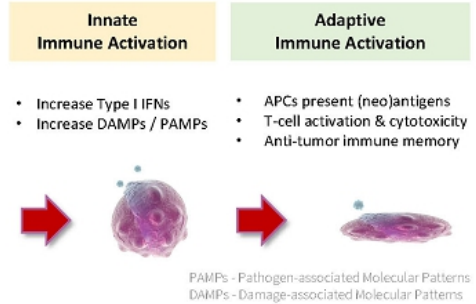 Innate
Immune Activation
• Increase Type I IFNs
• Increase DAMPs / PAMPs
Adaptive
Immune Activation
• APCs present (neo)antigens
• T-cell activation & cytotoxicity
• Anti-tumor immune memory
PAMPs - Pathogen-associated Molecular Patterns
DAMPs - Damage-associated Molecular Patterns